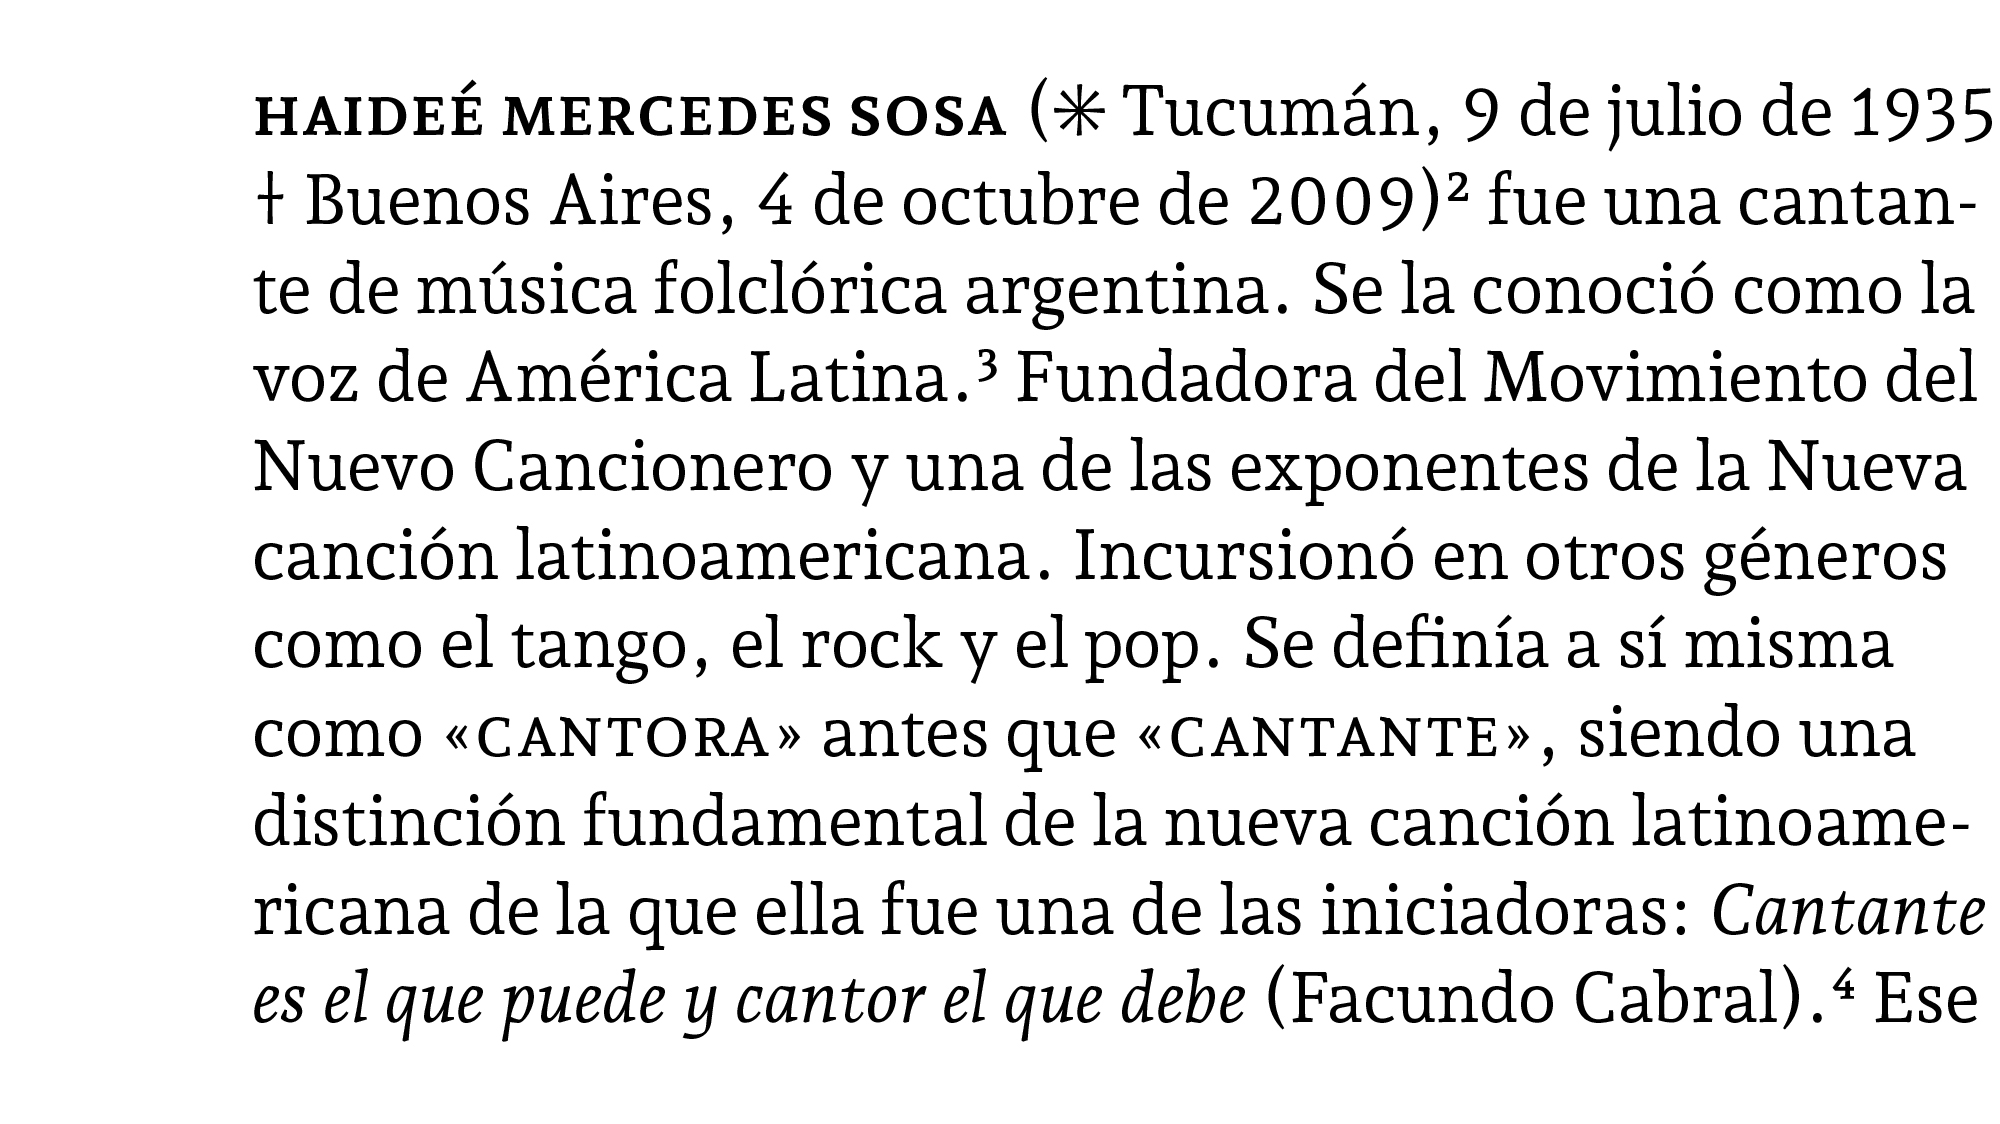 HAIDEÉ MERCEDES SOSA (✳ Tucumán, 9 de julio de 1935
† Buenos Aires, 4 de octubre de 2009)² fue una cantan-
te de música folclórica argentina. Se la conoció como la
voz de América Latina.³ Fundadora del Movimiento del
Nuevo Cancionero y una de las exponentes de la Nueva
canción latinoamericana. Incursionó en otros géneros
como el tango, el rock y el pop. Se definía a sí misma
como «CANTORA» antes que «CANTANTE», siendo una
distinción fundamental de la nueva canción latinoame-
ricana de la que ella fue una de las iniciadoras: Cantante
es el que puede y cantor el que debe (Facundo Cabral).⁴ Ese